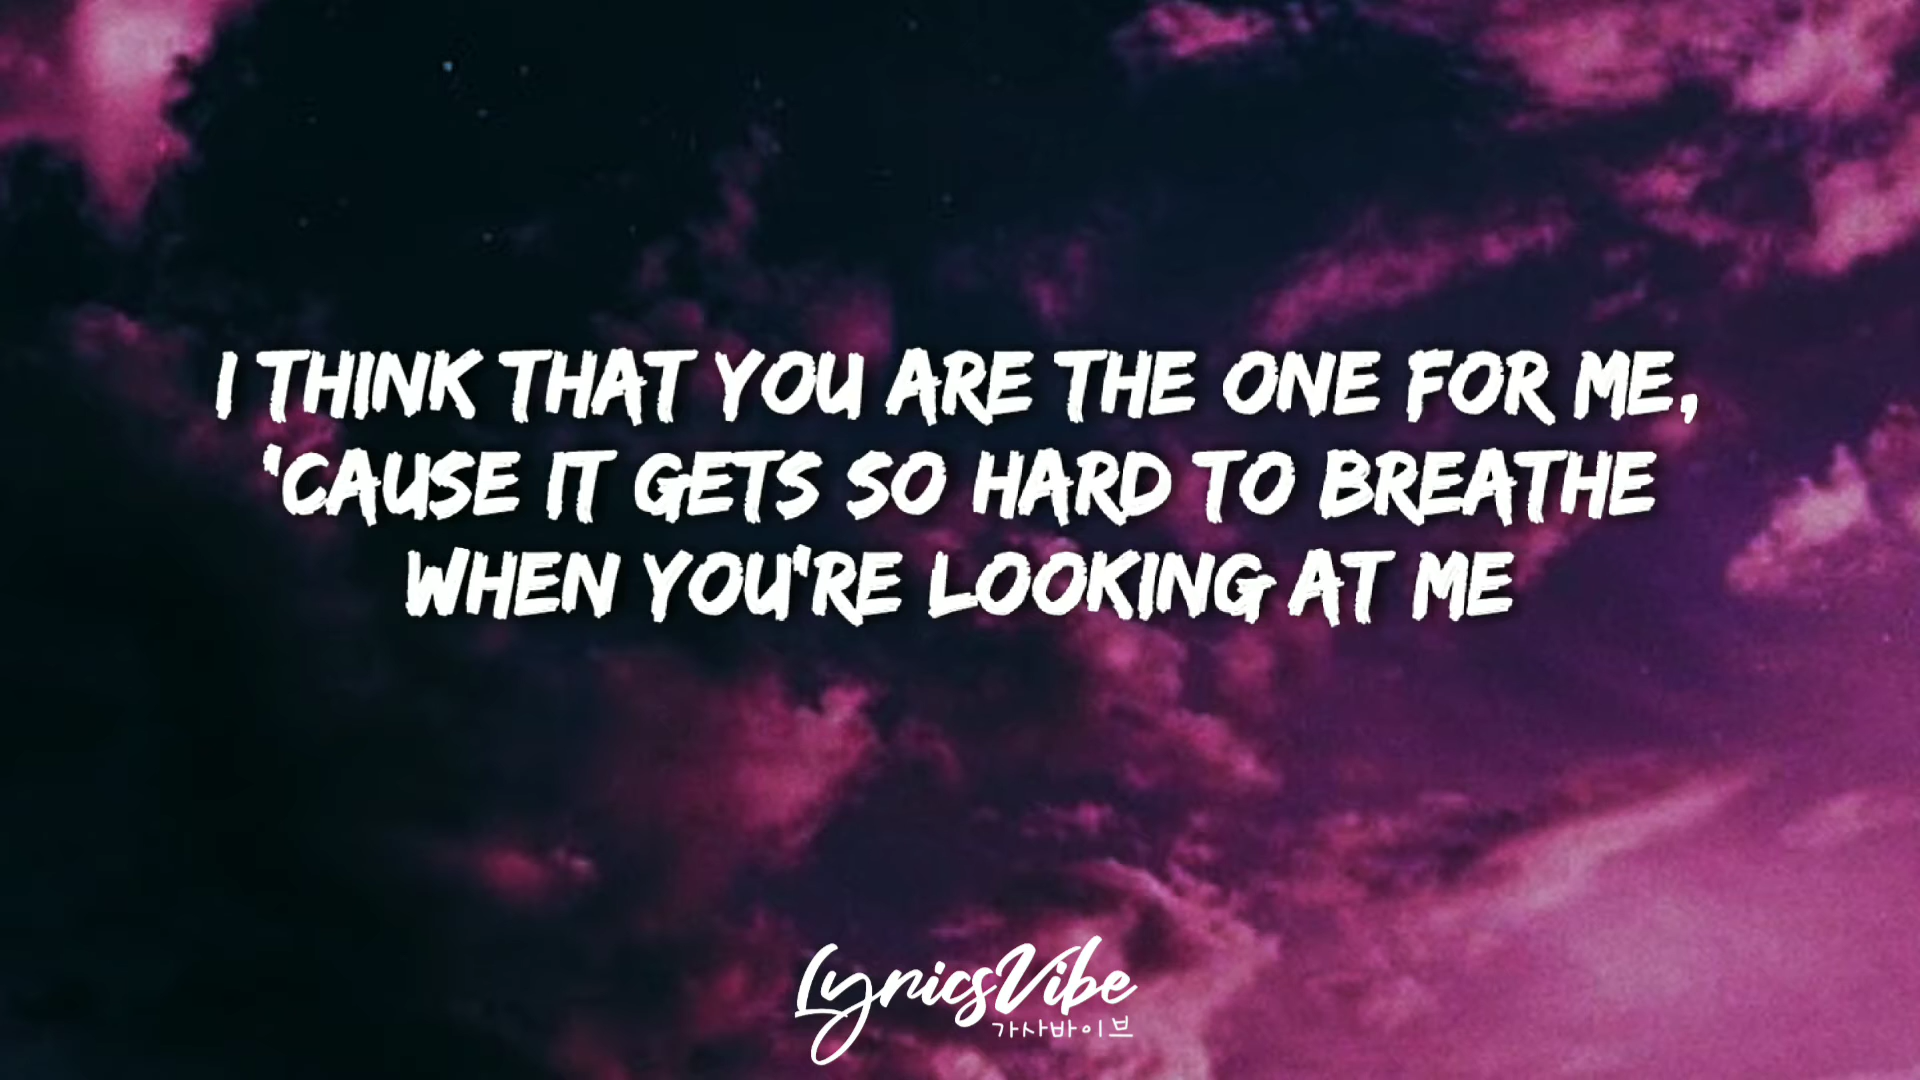 I THINK THAT YOU ARE THE ONE FOR ME,
'CAUSE IT GETS SO HARD TO BREATHE
WHEN YOU'RE LOOKING AT ME
LyricsVibe
가사바이브